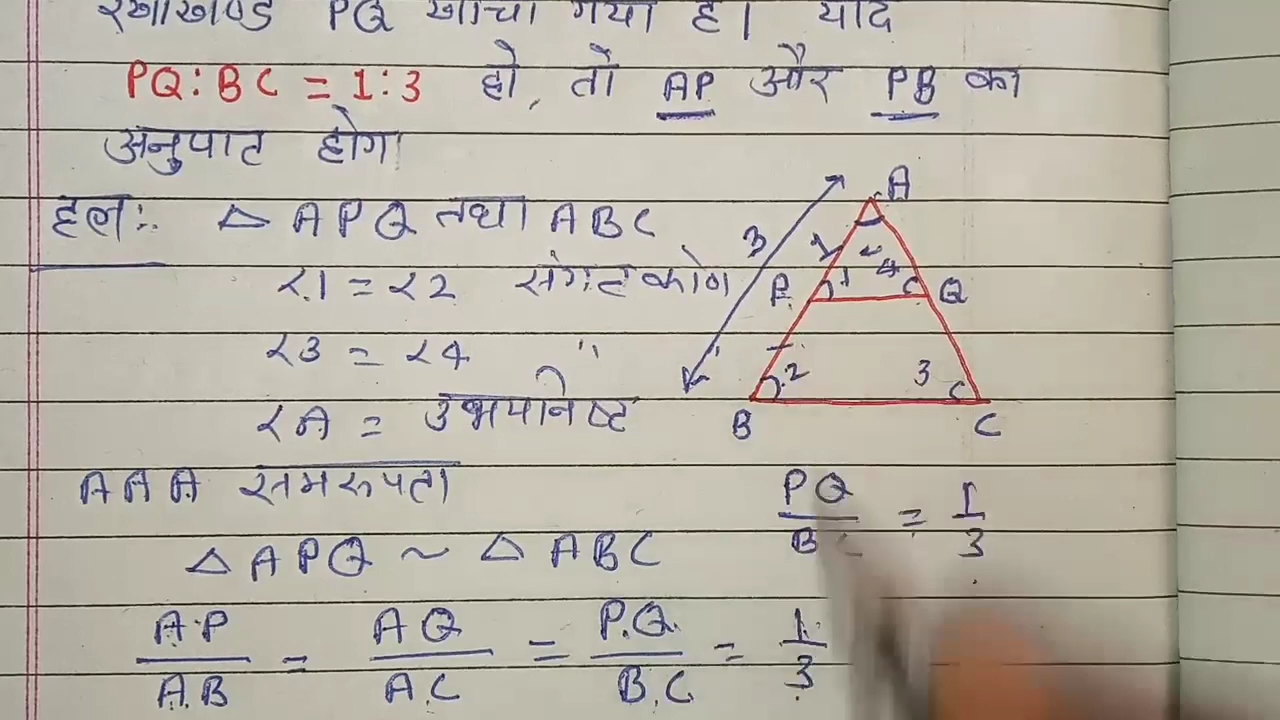 रेखाखण्ड PQ खींचा गया है। यदि
PQ:BC = 1:3 हो, तो AP और PB का
अनुपात होगा
हल:- △ APQ तथा ABC
∠1 = ∠2 संगत कोण
∠3 = ∠4 "
∠A = उभयनिष्ट
AAA समरूपता
△ APQ ~ △ ABC
AP/AB = AQ/AC = PQ/BC = 1/3
A
3
1
2
4
P
1
Q
2
3
B
C
PQ/BC = 1/3